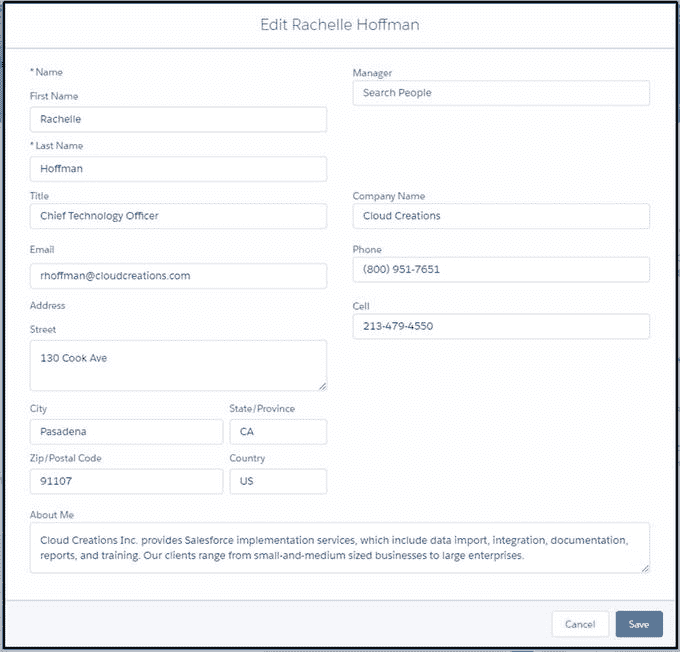 Edit Rachelle Hoffman
* Name
First Name
Rachelle
* Last Name
Hoffman
Manager
Search People
Title
Chief Technology Officer
Company Name
Cloud Creations
Email
rhoffman@cloudcreations.com
Phone
(800) 951-7651
Address
Street
130 Cook Ave
Cell
213-479-4550
City
Pasadena
State/Province
CA
Zip/Postal Code
91107
Country
US
About Me
Cloud Creations Inc. provides Salesforce implementation services, which include data import, integration, documentation,
reports, and training. Our clients range from small-and-medium sized businesses to large enterprises.
Cancel
Save